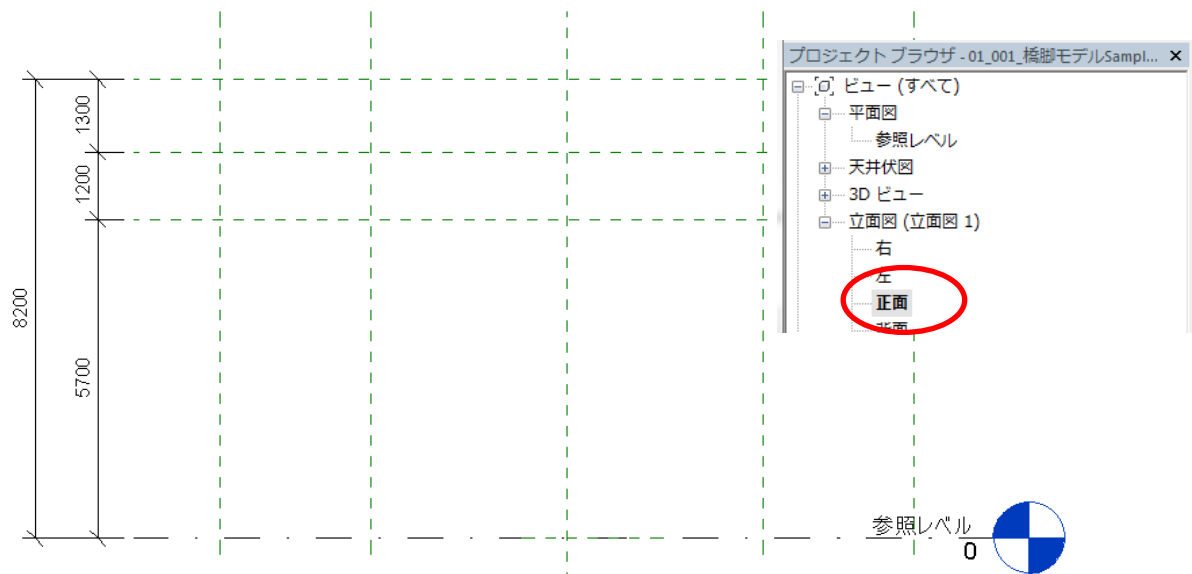 プロジェクト ブラウザ - 01_001_橋脚モデルSampl...
ビュー (すべて)
平面図
参照レベル
天井伏図
3D ビュー
立面図 (立面図 1)
右
左
正面
背面
1300
1200
8200
5700
参照レベル
0